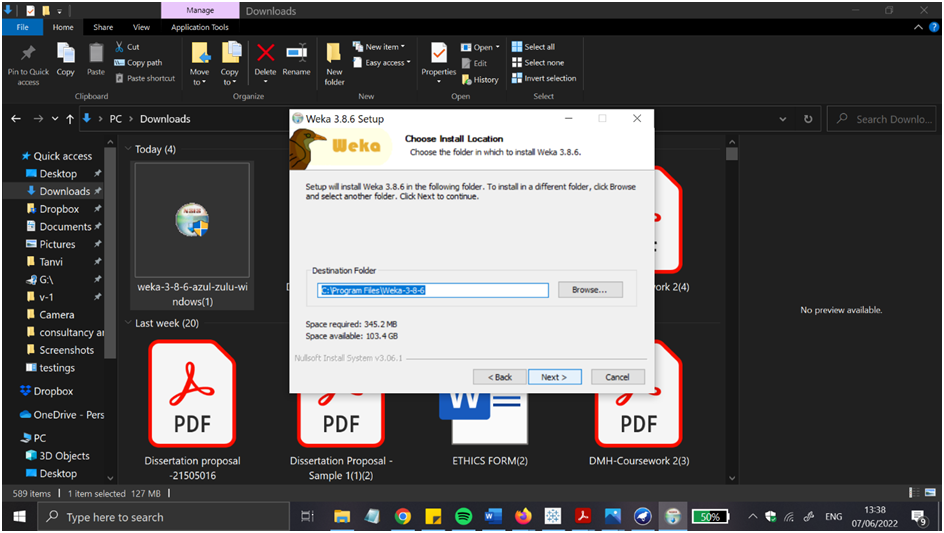 Manage
Downloads
File
Home
Share
View
Application Tools
Pin to Quick
access
Copy
Paste
Cut
Copy path
Paste shortcut
Clipboard
Move
to
Copy
to
Delete
Rename
Organize
New
folder
New item
Easy access
New
Properties
Open
Edit
History
Open
Select all
Select none
Invert selection
Select
PC
Downloads
Search Downlo...
Quick access
Desktop
Downloads
Dropbox
Documents
Pictures
Tanvi
G:\
v-1
Camera
consultancy ar
Screenshots
testings
Dropbox
OneDrive - Pers
PC
3D Objects
Desktop
Today (4)
weka-3-8-6-azul-zulu-wi
ndows(1)
Last week (20)
PDF
Dissertation proposal
-21505016
PDF
Dissertation Proposal -
Sample 1(1)(2)
W
ETHICS FORM(2)
PDF
DMH-Coursework 2(3)
ork 2(4)
Weka 3.8.6 Setup
Weka
Choose Install Location
Choose the folder in which to install Weka 3.8.6.
Setup will install Weka 3.8.6 in the following folder. To install in a different folder, click Browse
and select another folder. Click Next to continue.
Destination Folder
C:\Program Files\Weka-3-8-6
Browse...
Space required: 345.2 MB
Space available: 103.4 GB
Nullsoft Install System v3.06.1
< Back
Next >
Cancel
No preview available.
589 items
1 item selected 127 MB
Type here to search
50%
ENG
13:38
07/06/2022
9